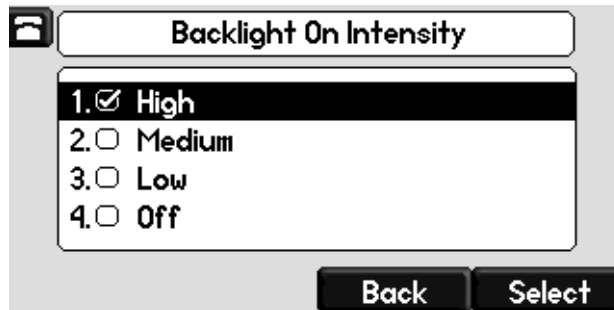 Backlight On Intensity
1. High
2. Medium
3. Low
4. Off
Back Select